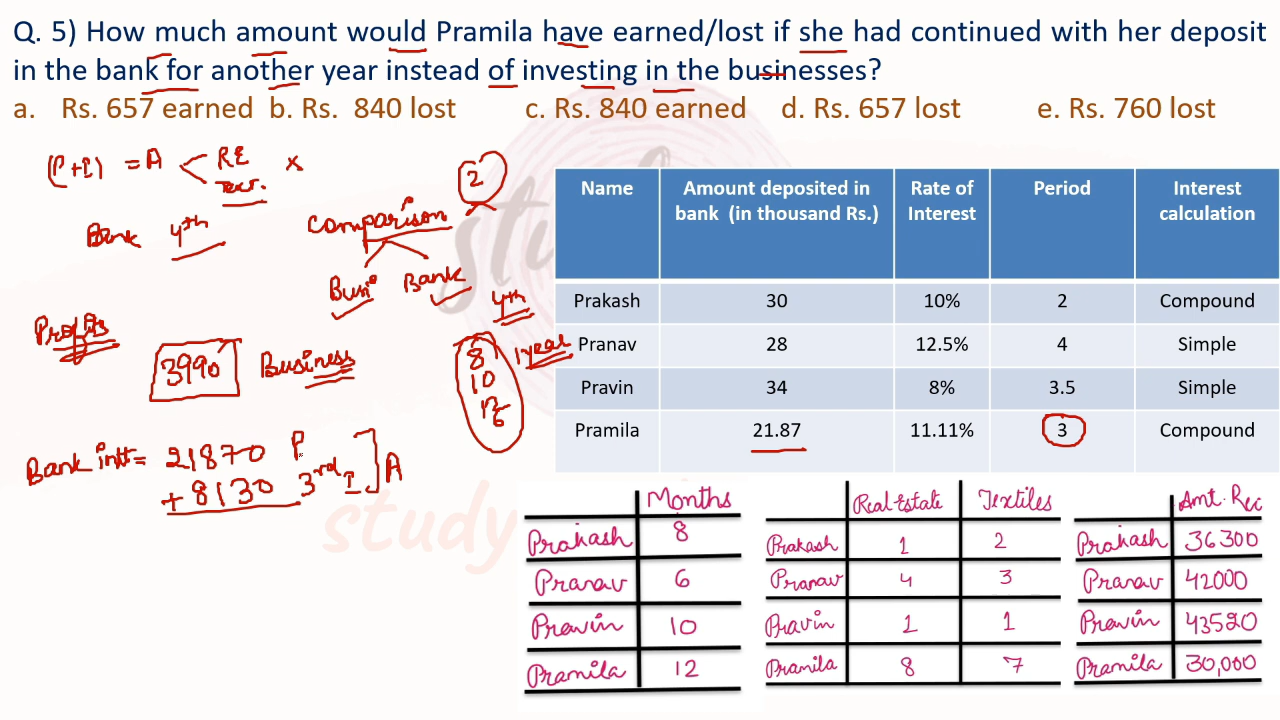 Q. 5) How much amount would Pramila have earned/lost if she had continued with her deposit
in the bank for another year instead of investing in the businesses?
a. Rs. 657 earned b. Rs. 840 lost c. Rs. 840 earned d. Rs. 657 lost e. Rs. 760 lost
(P+I) = A < RE x
Text.
2
Bank 4th
Comparison
Busi Bank
4th
Profits
3990 Business
8 1 year
10
12
6
Bank intt = 21870 P
+ 8130 3rd I ] A
Name Amount deposited in bank (in thousand Rs.) Rate of Interest Period Interest calculation
Prakash 30 10% 2 Compound
Pranav 28 12.5% 4 Simple
Pravin 34 8% 3.5 Simple
Pramila 21.87 11.11% 3 Compound
study
Months
Prakash 8
Pranav 6
Pravin 10
Pramila 12
Real Estate Textiles
Prakash 1 2
Pranav 4 3
Pravin 1 1
Pramila 8 7
Amt. Rec
Prakash 36300
Pranav 42000
Pravin 43520
Pramila 30,000